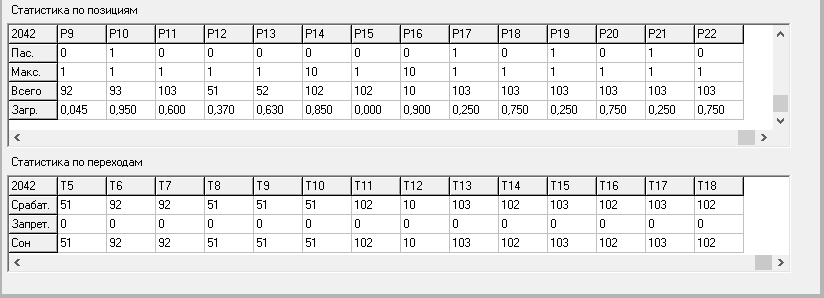 Статистика по позициям
2042 P9 P10 P11 P12 P13 P14 P15 P16 P17 P18 P19 P20 P21 P22
Пас. 0 1 0 0 0 0 0 0 1 0 1 0 1 0
Макс. 1 1 1 1 1 10 1 10 1 1 1 1 1 1
Всего 92 93 103 51 52 102 102 10 103 103 103 103 103 103
Загр. 0,045 0,950 0,600 0,370 0,630 0,850 0,000 0,900 0,250 0,750 0,250 0,750 0,250 0,750
Статистика по переходам
2042 T5 T6 T7 T8 T9 T10 T11 T12 T13 T14 T15 T16 T17 T18
Срабат. 51 92 92 51 51 51 102 10 103 102 103 102 103 102
Запрет. 0 0 0 0 0 0 0 0 0 0 0 0 0 0
Сон 51 92 92 51 51 51 102 10 103 102 103 102 103 102